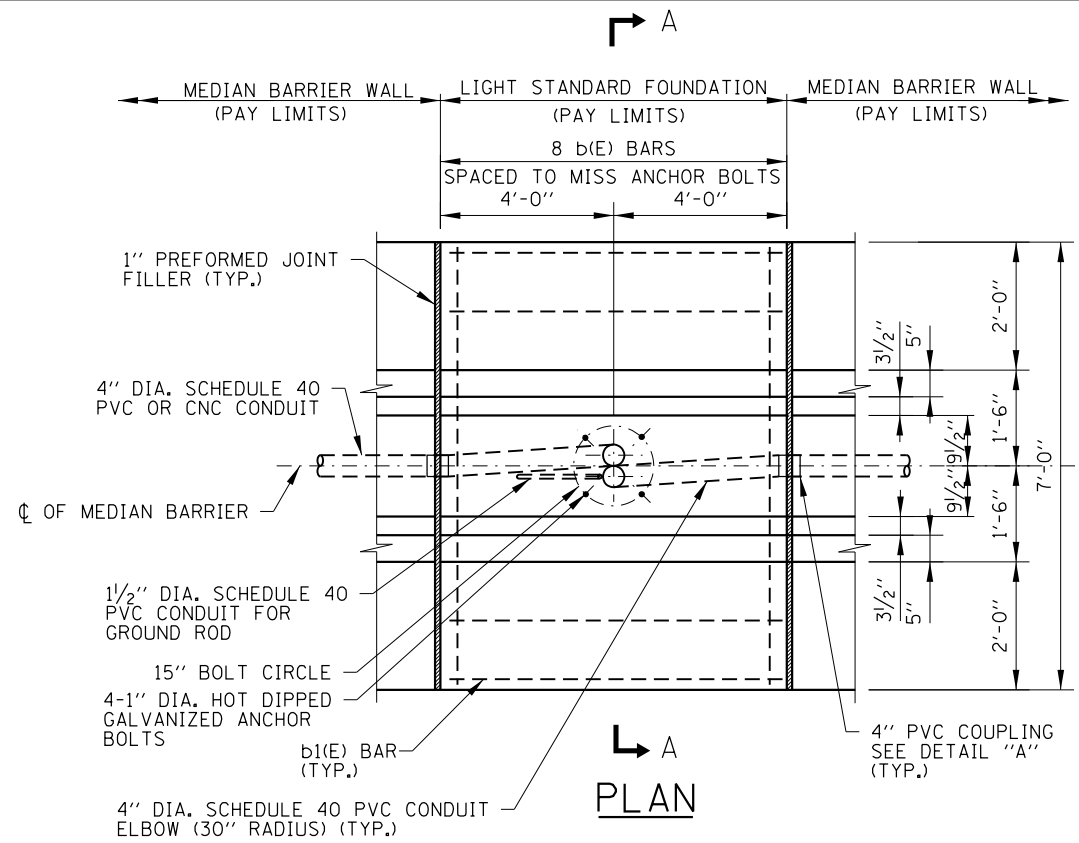 A
MEDIAN BARRIER WALL
(PAY LIMITS)
LIGHT STANDARD FOUNDATION
(PAY LIMITS)
MEDIAN BARRIER WALL
(PAY LIMITS)
8 b(E) BARS
SPACED TO MISS ANCHOR BOLTS
4'-0"
4'-0"
1" PREFORMED JOINT
FILLER (TYP.)
4" DIA. SCHEDULE 40
PVC OR CNC CONDUIT
℄ OF MEDIAN BARRIER
1½" DIA. SCHEDULE 40
PVC CONDUIT FOR
GROUND ROD
15" BOLT CIRCLE
4-1" DIA. HOT DIPPED
GALVANIZED ANCHOR
BOLTS
b1(E) BAR
(TYP.)
4" DIA. SCHEDULE 40 PVC CONDUIT
ELBOW (30" RADIUS) (TYP.)
3½"
5"
2'-0"
9½"
1'-6"
9½"
1'-6"
7'-0"
3½"
5"
2'-0"
4" PVC COUPLING
SEE DETAIL "A"
(TYP.)
A
PLAN